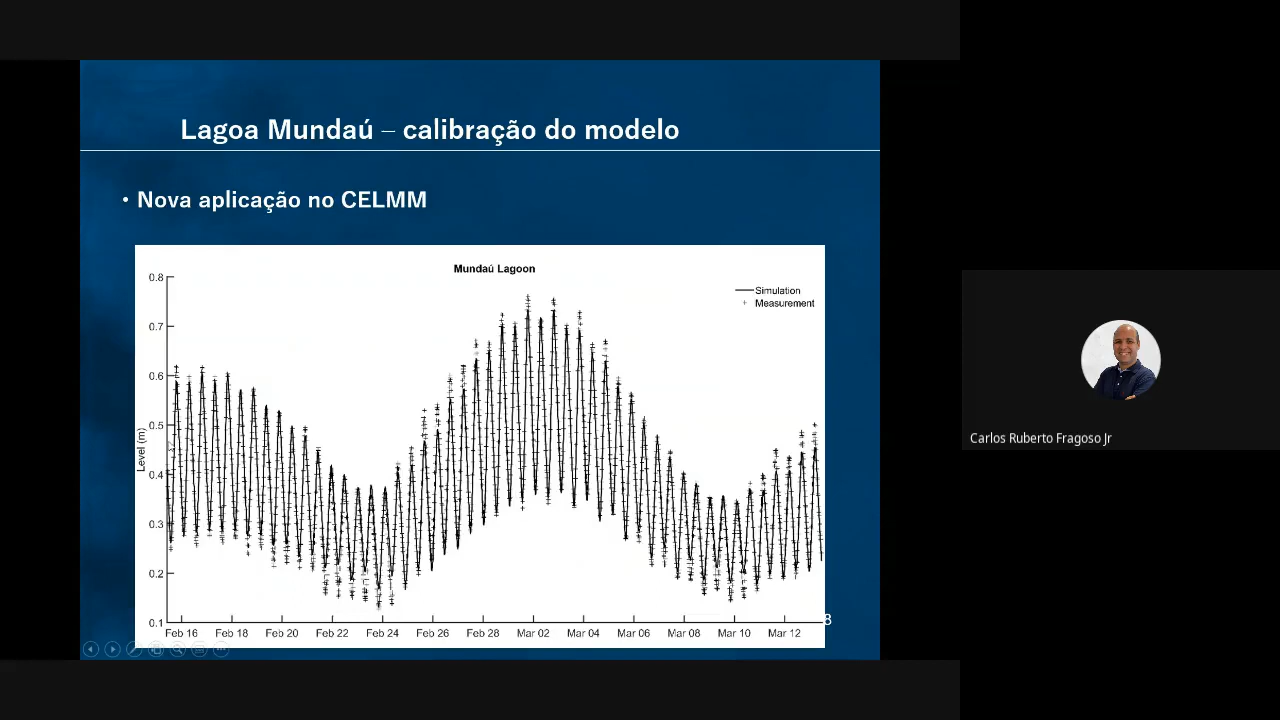 Lagoa Mundaú – calibração do modelo
• Nova aplicação no CELMM
Mundaú Lagoon
Simulation
Measurement
Level (m)
0.8
0.7
0.6
0.5
0.4
0.3
0.2
0.1
Feb 16 Feb 18 Feb 20 Feb 22 Feb 24 Feb 26 Feb 28 Mar 02 Mar 04 Mar 06 Mar 08 Mar 10 Mar 12
8
Carlos Ruberto Fragoso Jr